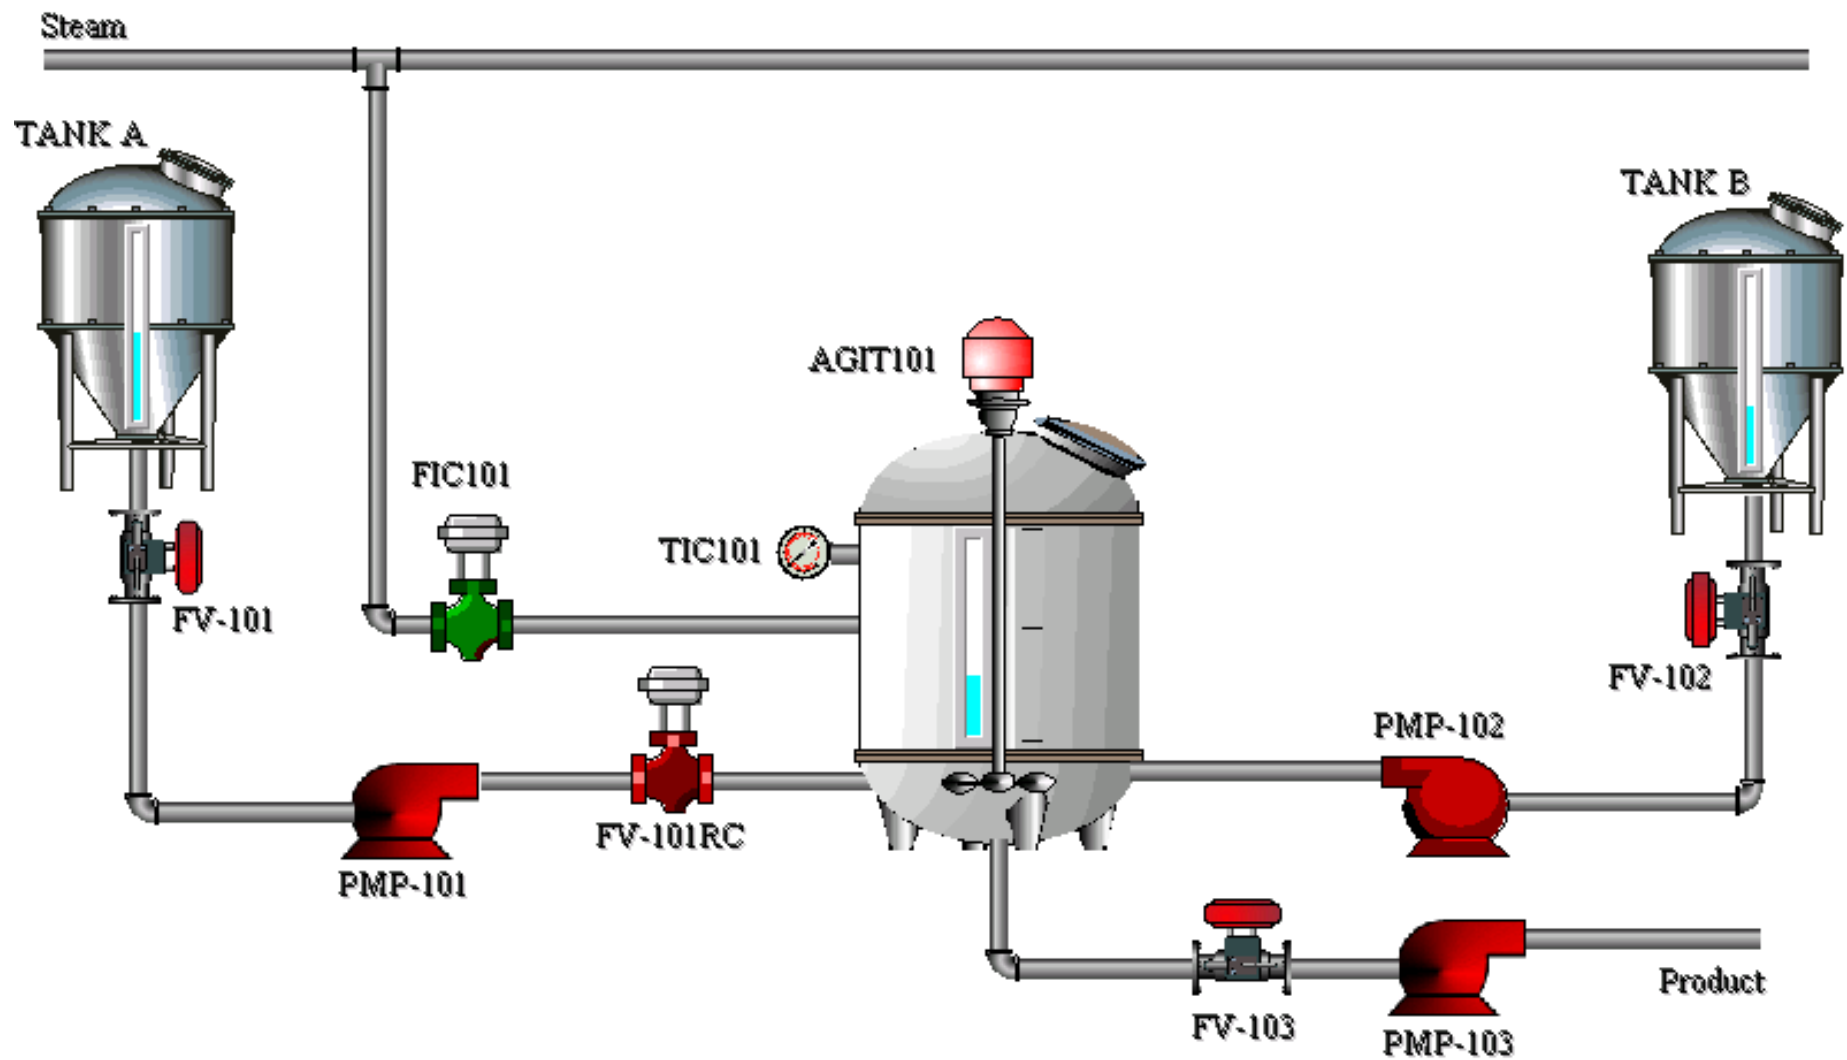 Steam
TANK A
TANK B
AGIT101
FIC101
TIC101
FV-101
FV-102
PMP-102
FV-101RC
PMP-101
Product
FV-103
PMP-103